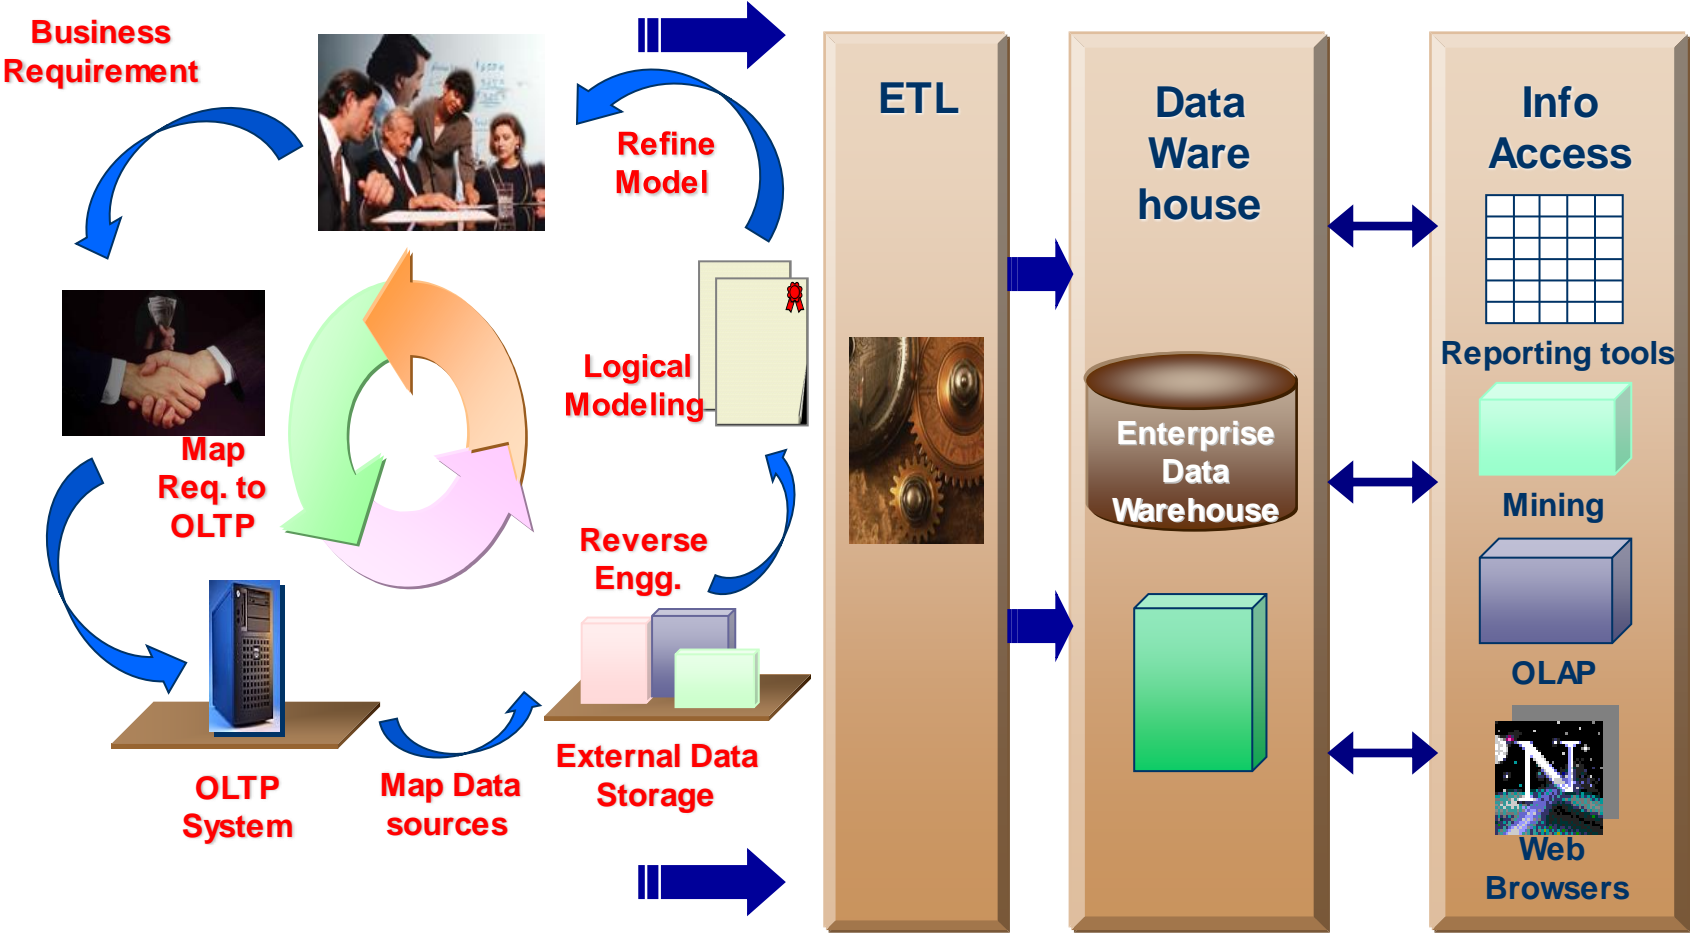 Business
Requirement
Refine
Model
Logical
Modeling
Map
Req. to
OLTP
Reverse
Engg.
OLTP
System
Map Data
sources
External Data
Storage
ETL
Data
Ware
house
Enterprise
Data
Warehouse
Info
Access
Reporting tools
Mining
OLAP
N
Web
Browsers